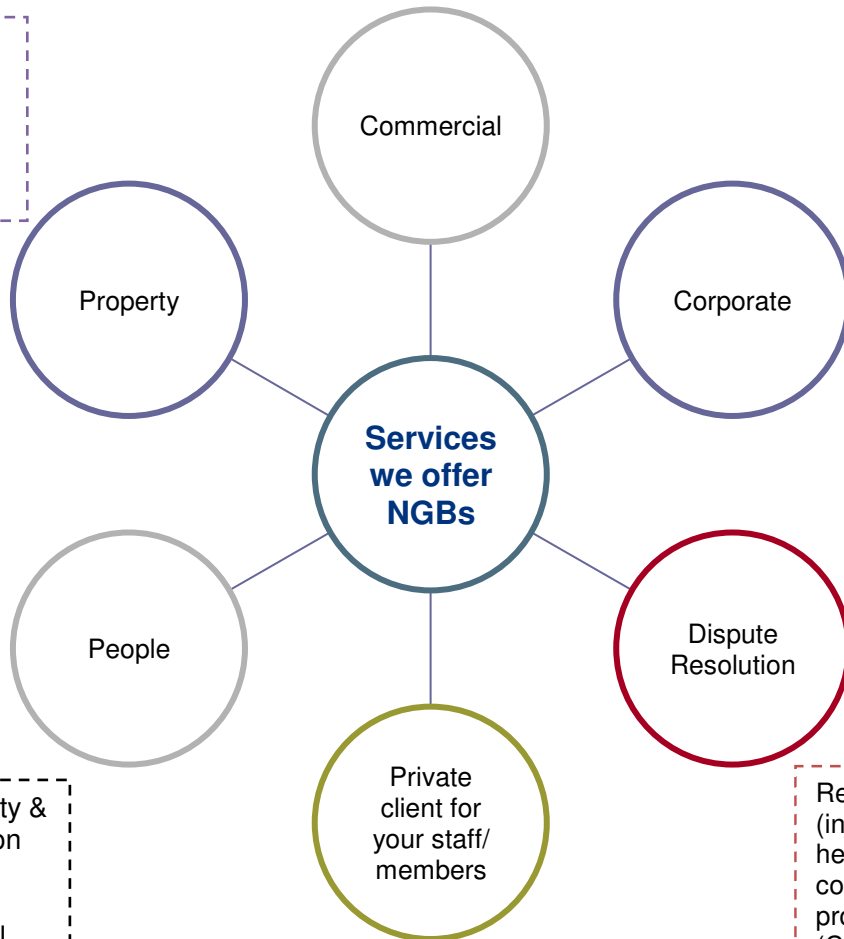 Commercial
Property
Corporate
Services
we offer
NGBs
People
Dispute
Resolution
Private
client for
your staff/
members
&